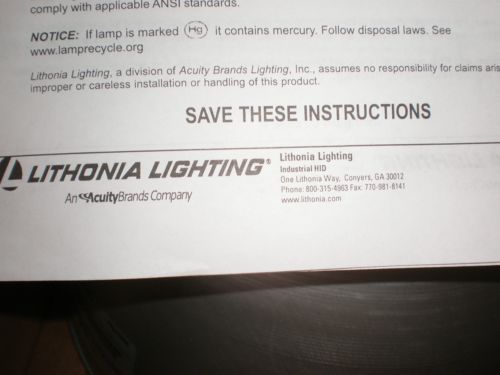 comply with applicable ANSI standards.
NOTICE: If lamp is marked Hg it contains mercury. Follow disposal laws. See
www.lamprecycle.org
Lithonia Lighting, a division of Acuity Brands Lighting, Inc., assumes no responsibility for claims aris
improper or careless installation or handling of this product.
SAVE THESE INSTRUCTIONS
LITHONIA LIGHTING®
An AcuityBrands Company
Lithonia Lighting
Industrial HID
One Lithonia Way, Conyers, GA 30012
Phone: 800-315-4963 Fax: 770-981-8141
www.lithonia.com